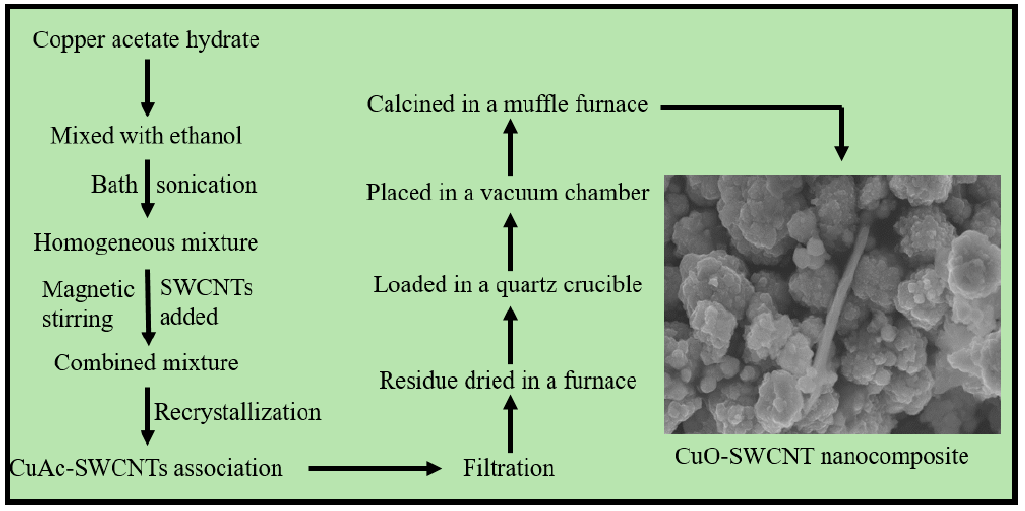 Copper acetate hydrate
Mixed with ethanol
Bath sonication
Homogeneous mixture
Magnetic
stirring
SWCNTs
added
Combined mixture
Recrystallization
CuAc-SWCNTs association
Filtration
Residue dried in a furnace
Loaded in a quartz crucible
Placed in a vacuum chamber
Calcined in a muffle furnace
CuO-SWCNT nanocomposite